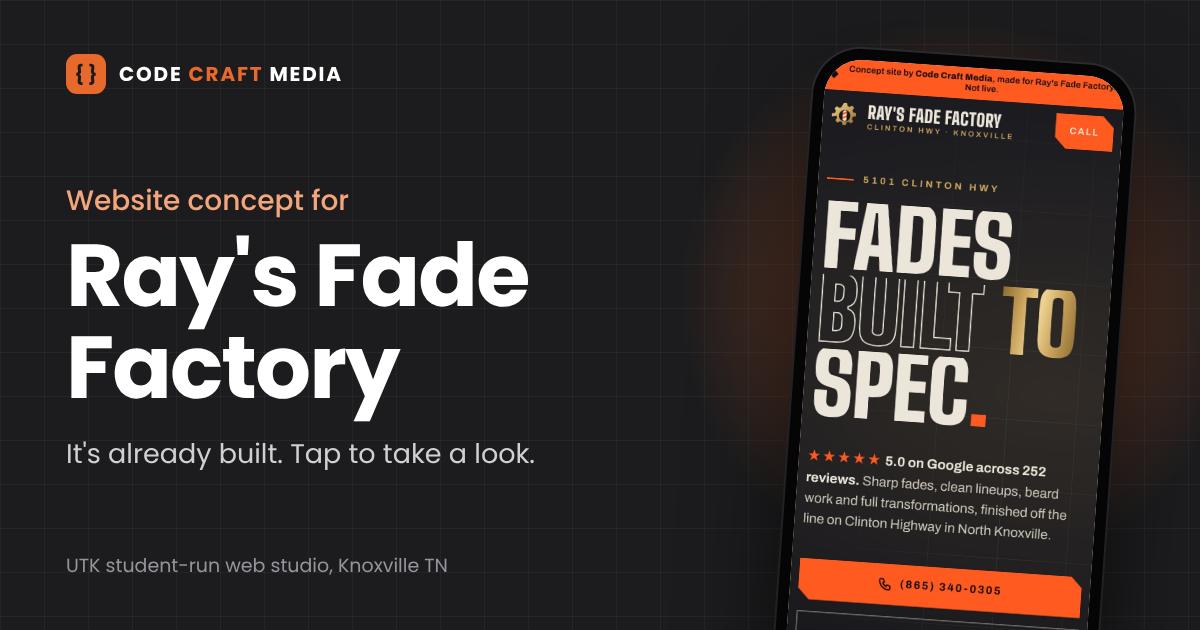 { } CODE CRAFT MEDIA
Website concept for
Ray's Fade
Factory
It's already built. Tap to take a look.
UTK student-run web studio, Knoxville TN
Concept site by Code Craft Media, made for Ray's Fade Factory
Not live.
RAY'S FADE FACTORY
CLINTON HWY · KNOXVILLE
CALL
5101 CLINTON HWY
FADES
BUILT TO
SPEC.
★★★★★ 5.0 on Google across 252
reviews. Sharp fades, clean lineups, beard
work and full transformations, finished off the
line on Clinton Highway in North Knoxville.
(865) 340-0305